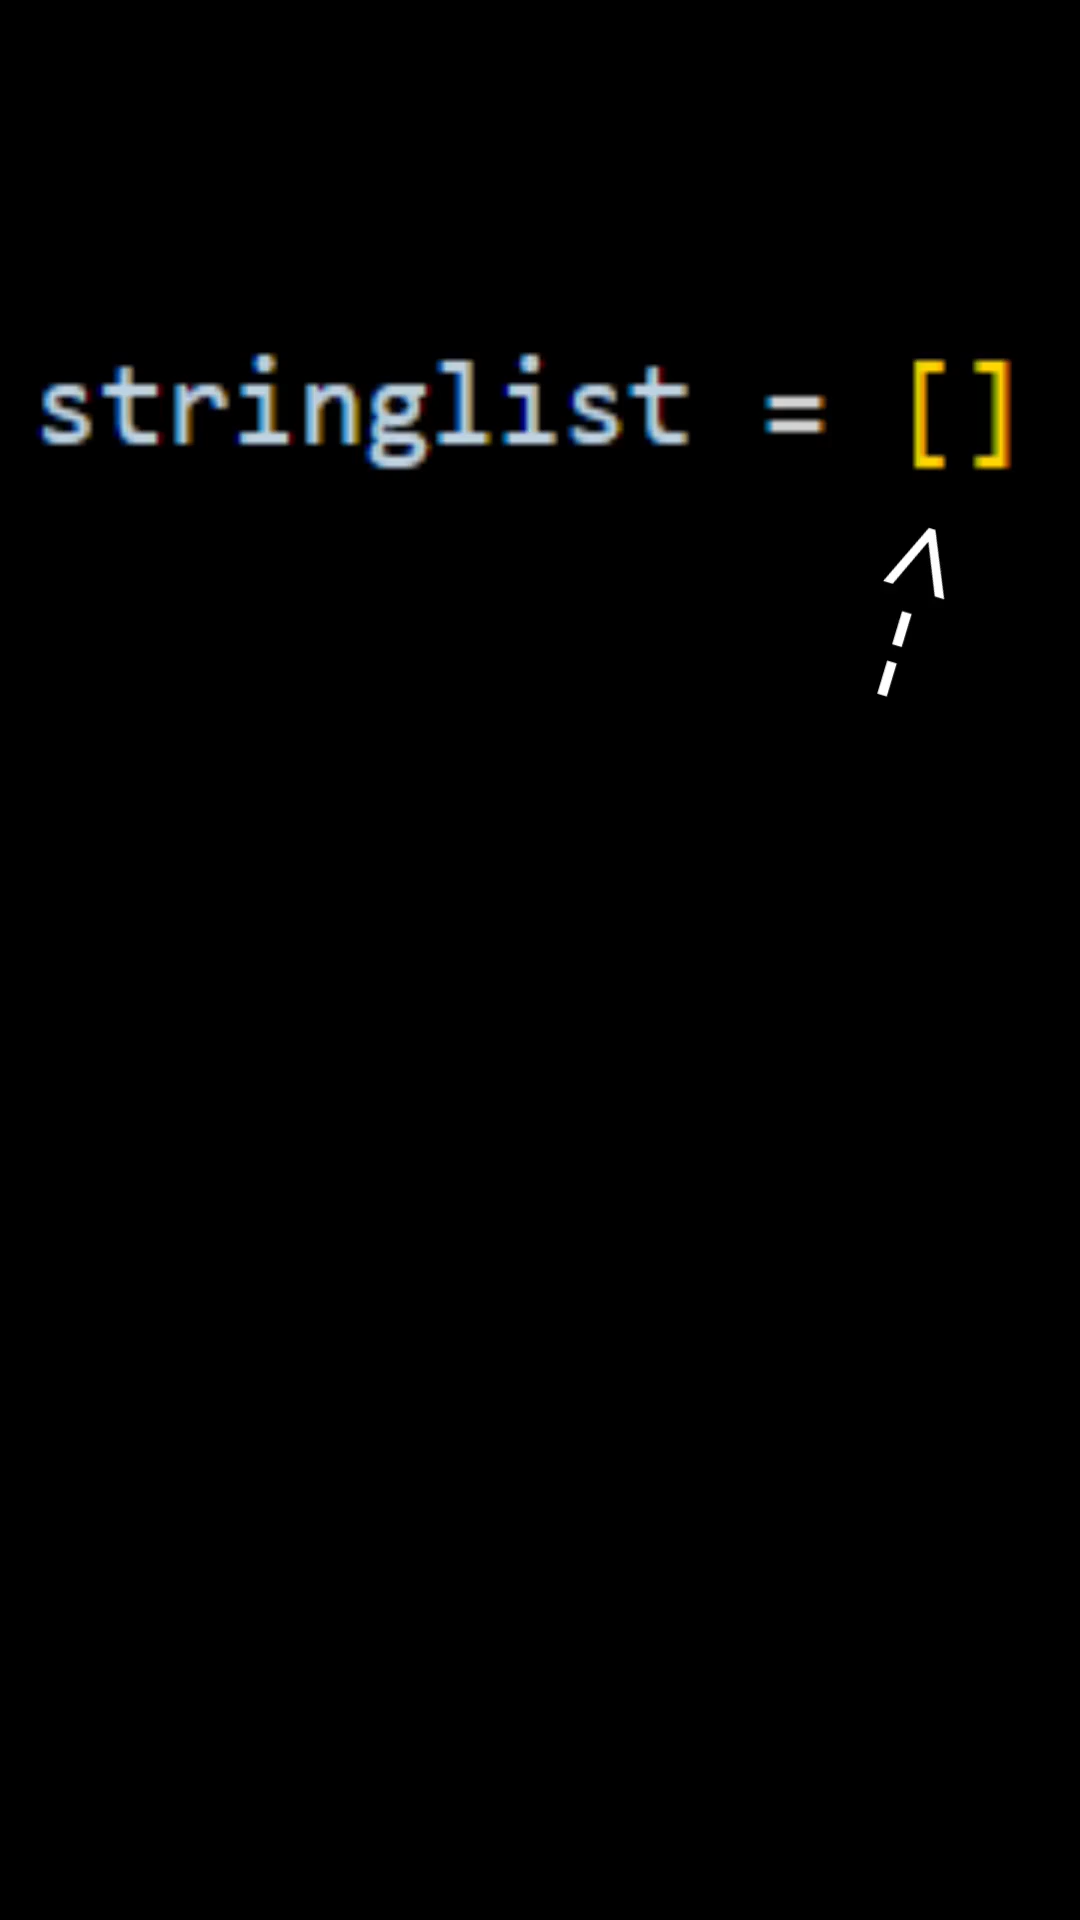 stringlist = []